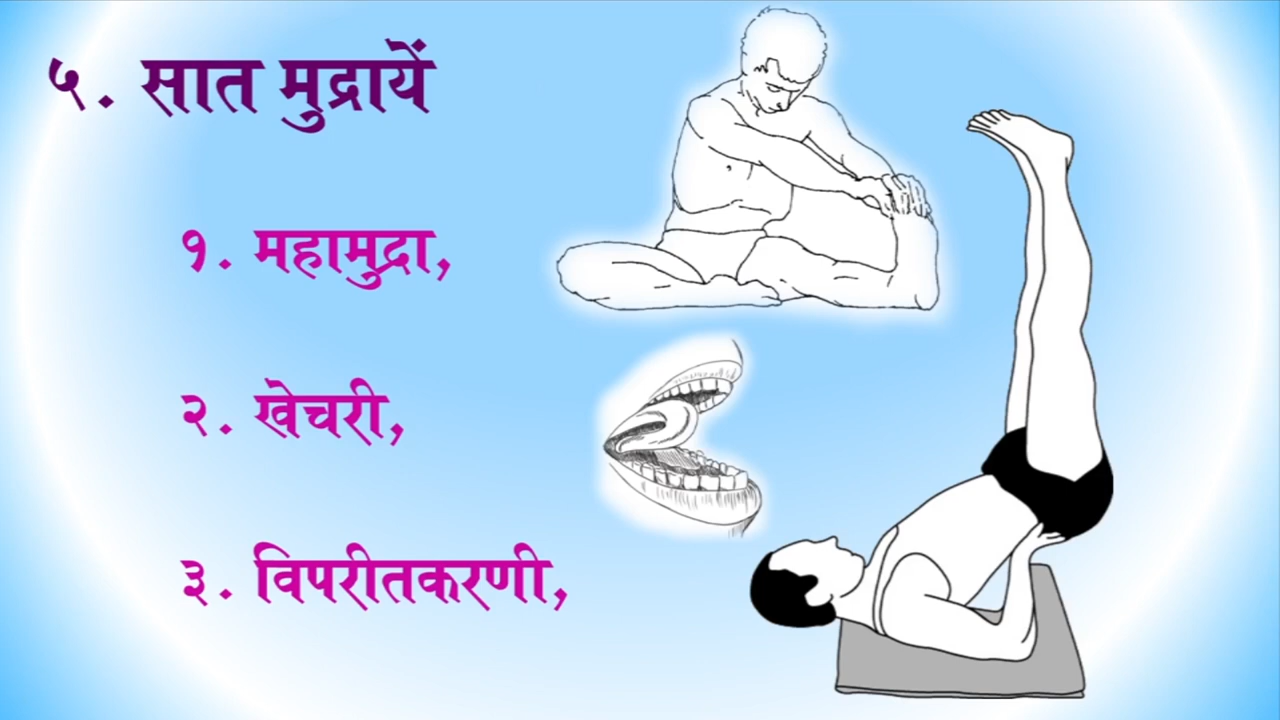 ५. सात मुद्रायें
१. महामुद्रा,
२. खेचरी,
३. विपरीतकरणी,